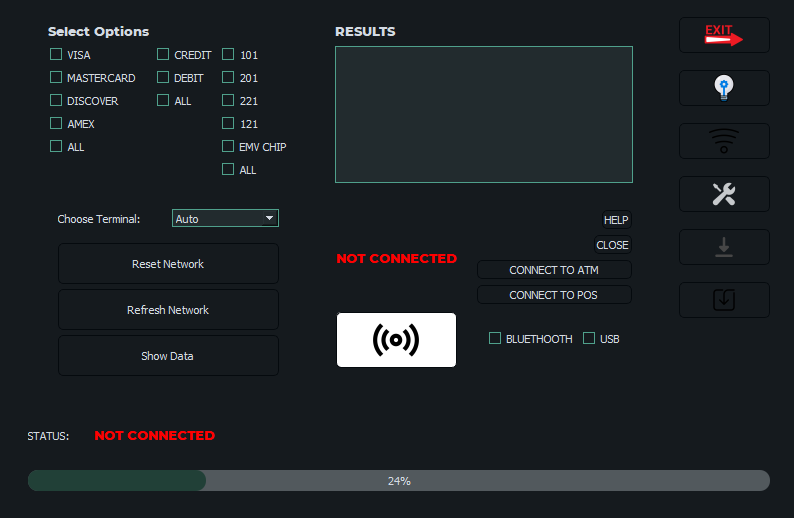 Select Options
RESULTS
EXIT
VISA
CREDIT
101
MASTERCARD
DEBIT
201
DISCOVER
ALL
221
AMEX
121
ALL
EMV CHIP
ALL
Choose Terminal:
Auto
HELP
CLOSE
Reset Network
NOT CONNECTED
CONNECT TO ATM
CONNECT TO POS
Refresh Network
BLUETHOOTH
USB
Show Data
STATUS:
NOT CONNECTED
24%